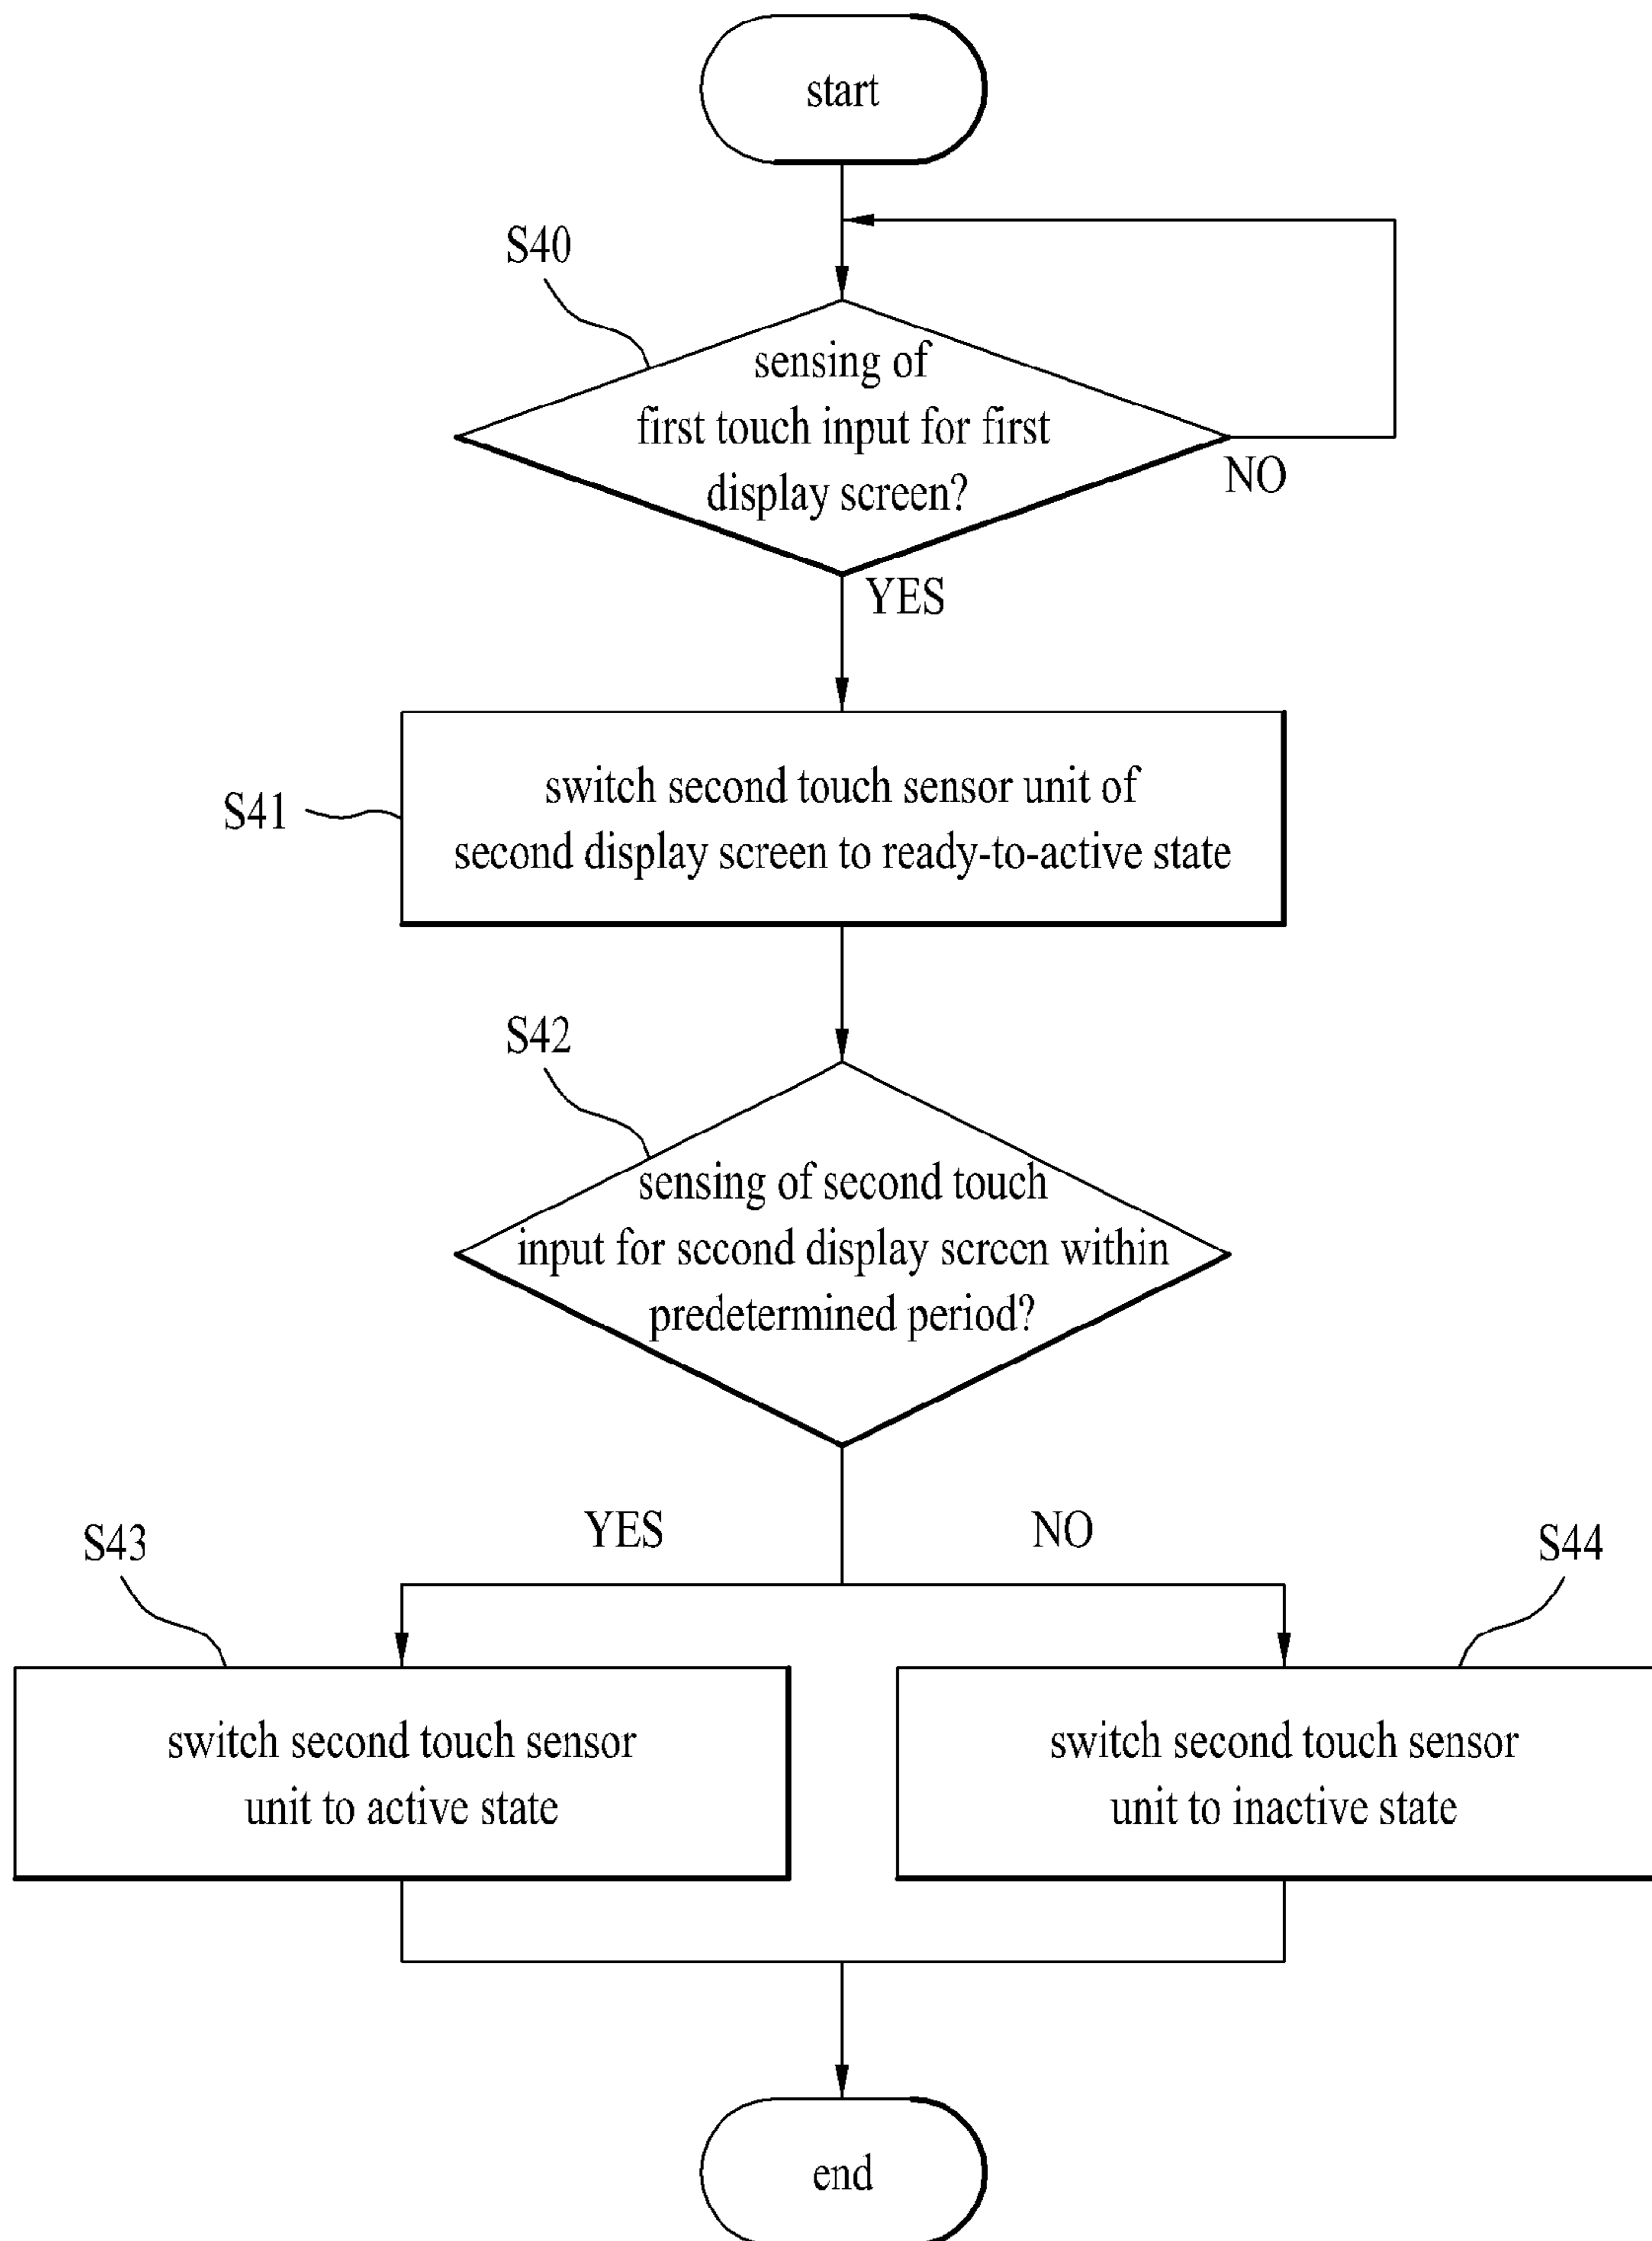 start
S40
sensing of
first touch input for first
display screen?
NO
YES
S41
switch second touch sensor unit of
second display screen to ready-to-active state
S42
sensing of second touch
input for second display screen within
predetermined period?
YES
NO
S43
S44
switch second touch sensor
unit to active state
switch second touch sensor
unit to inactive state
end